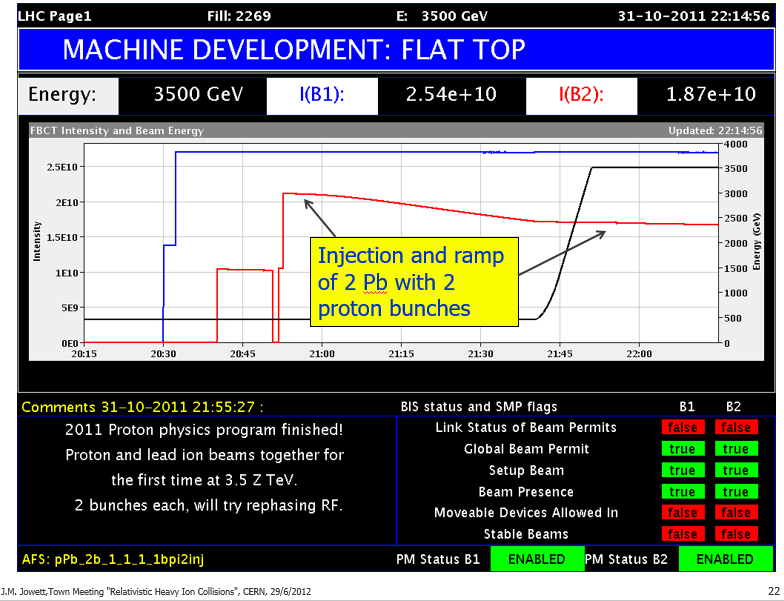 LHC Page1 Fill: 2269 E: 3500 GeV 31-10-2011 22:14:56
MACHINE DEVELOPMENT: FLAT TOP
Energy: 3500 GeV I(B1): 2.54e+10 I(B2): 1.87e+10
FBCT Intensity and Beam Energy Updated: 22:14:56
Intensity
2.5E10
2E10
1.5E10
1E10
5E9
0E0
4000
3500
3000
2500
2000
1500
1000
500
0
Energy (GeV)
20:15 20:30 20:45 21:00 21:15 21:30 21:45 22:00
Injection and ramp
of 2 Pb with 2
proton bunches
Comments 31-10-2011 21:55:27 :
2011 Proton physics program finished!
Proton and lead ion beams together for
the first time at 3.5 Z TeV.
2 bunches each, will try rephasing RF.
BIS status and SMP flags B1 B2
Link Status of Beam Permits false false
Global Beam Permit true true
Setup Beam true true
Beam Presence true true
Moveable Devices Allowed In false false
Stable Beams false false
AFS: pPb_2b_1_1_1_1bpi2inj PM Status B1 ENABLED PM Status B2 ENABLED
J.M. Jowett,Town Meeting "Relativistic Heavy Ion Collisions", CERN, 29/6/2012 22